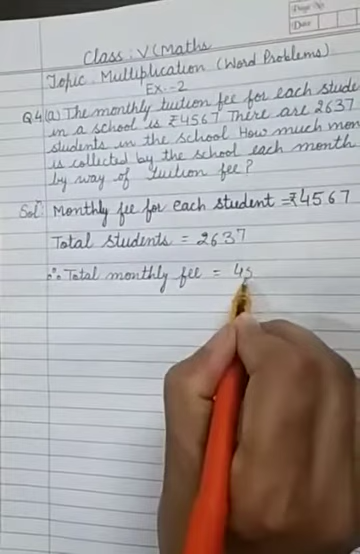 Page No.
Date
Class: V (Maths
Topic: Multiplication (Word Problems)
Ex.-2
Q4(a) The monthly tuition fee for each stude
in a school is ₹4567 There are 2637
students in the school How much mon
is collected by the school each month
by way of tuition fee?
Sol: Monthly fee for each student = ₹4567
Total students = 2637
∴ Total monthly fee = 45